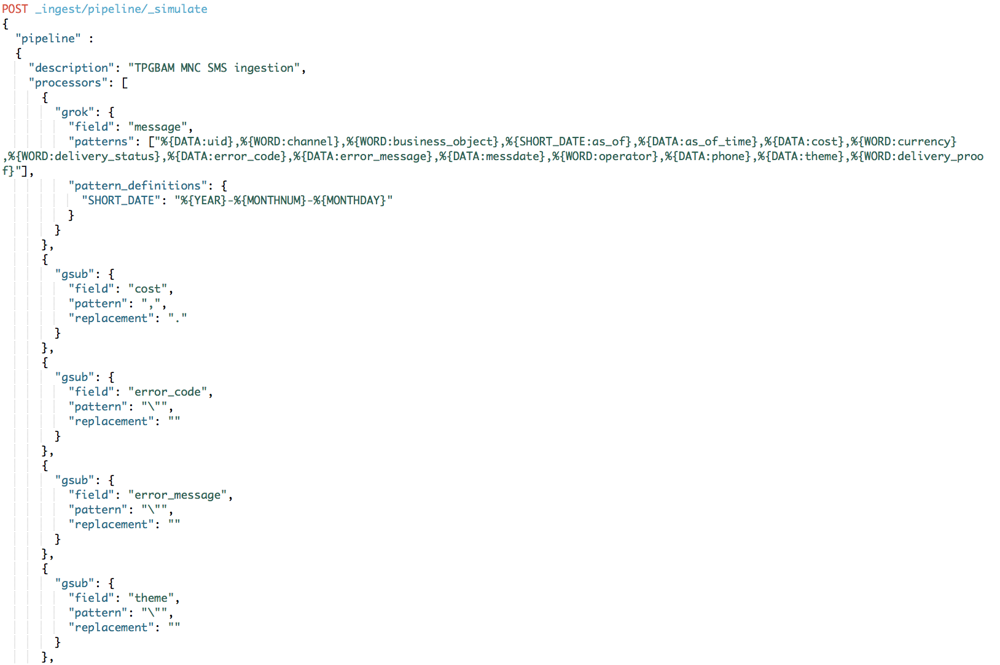 POST _ingest/pipeline/_simulate
{
  "pipeline" :
  {
    "description": "TPGBAM MNC SMS ingestion",
    "processors": [
      {
        "grok": {
          "field": "message",
          "patterns": ["%{DATA:uid},%{WORD:channel},%{WORD:business_object},%{SHORT_DATE:as_of},%{DATA:as_of_time},%{DATA:cost},%{WORD:currency}
,%{WORD:delivery_status},%{DATA:error_code},%{DATA:error_message},%{DATA:messdate},%{WORD:operator},%{DATA:phone},%{DATA:theme},%{WORD:delivery_proo
f}"],
          "pattern_definitions": {
            "SHORT_DATE": "%{YEAR}-%{MONTHNUM}-%{MONTHDAY}"
          }
        }
      },
      {
        "gsub": {
          "field": "cost",
          "pattern": ",",
          "replacement": "."
        }
      },
      {
        "gsub": {
          "field": "error_code",
          "pattern": "\"",
          "replacement": ""
        }
      },
      {
        "gsub": {
          "field": "error_message",
          "pattern": "\"",
          "replacement": ""
        }
      },
      {
        "gsub": {
          "field": "theme",
          "pattern": "\"",
          "replacement": ""
        }
      },